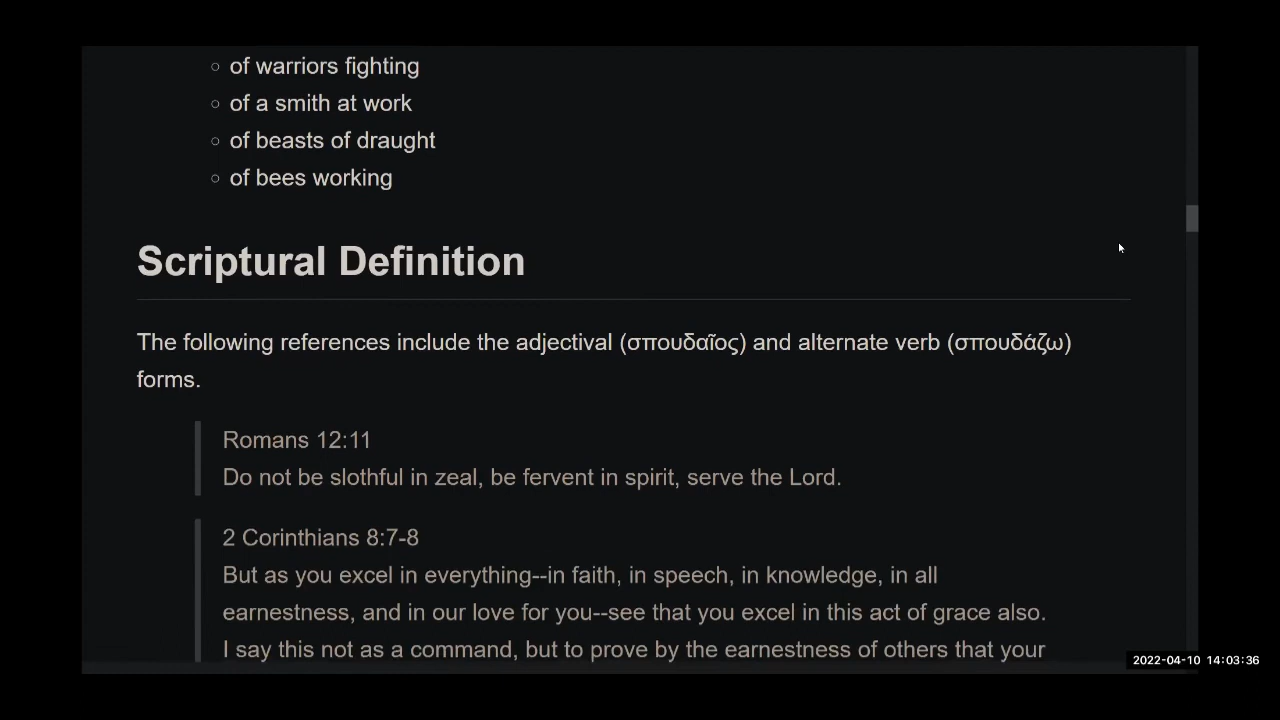 of warriors fighting
of a smith at work
of beasts of draught
of bees working
Scriptural Definition
The following references include the adjectival (σπουδαῖος) and alternate verb (σπουδάζω)
forms.
Romans 12:11
Do not be slothful in zeal, be fervent in spirit, serve the Lord.
2 Corinthians 8:7-8
But as you excel in everything--in faith, in speech, in knowledge, in all
earnestness, and in our love for you--see that you excel in this act of grace also.
I say this not as a command, but to prove by the earnestness of others that your
2022-04-10 14:03:36